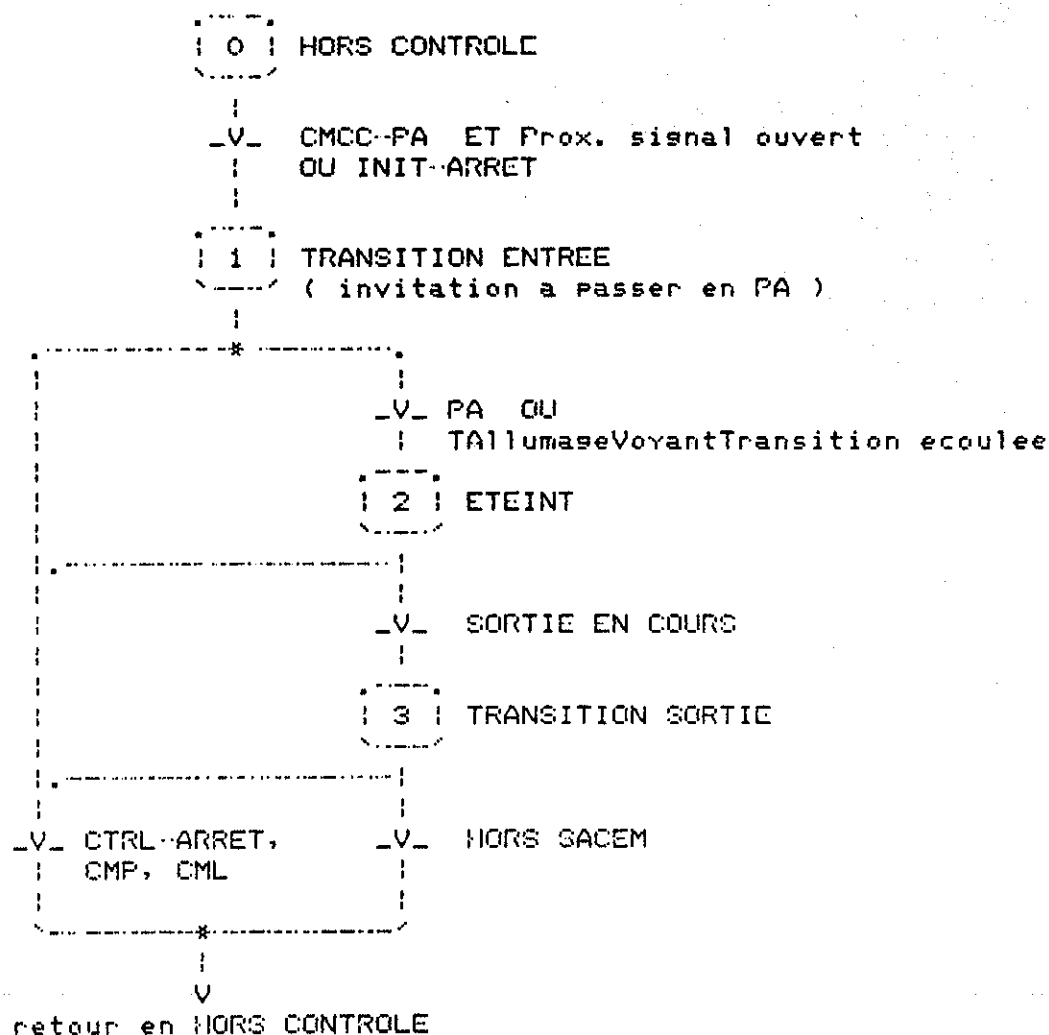 0 HORS CONTROLE
CMCC-PA ET Prox. signal ouvert
OU INIT-ARRET
1 TRANSITION ENTREE
( invitation a passer en PA )
PA OU
TAllumageVoyantTransition ecoulee
2 ETEINT
SORTIE EN COURS
3 TRANSITION SORTIE
CTRL-ARRET, HORS SACEM
CMP, CML
retour en HORS CONTROLE